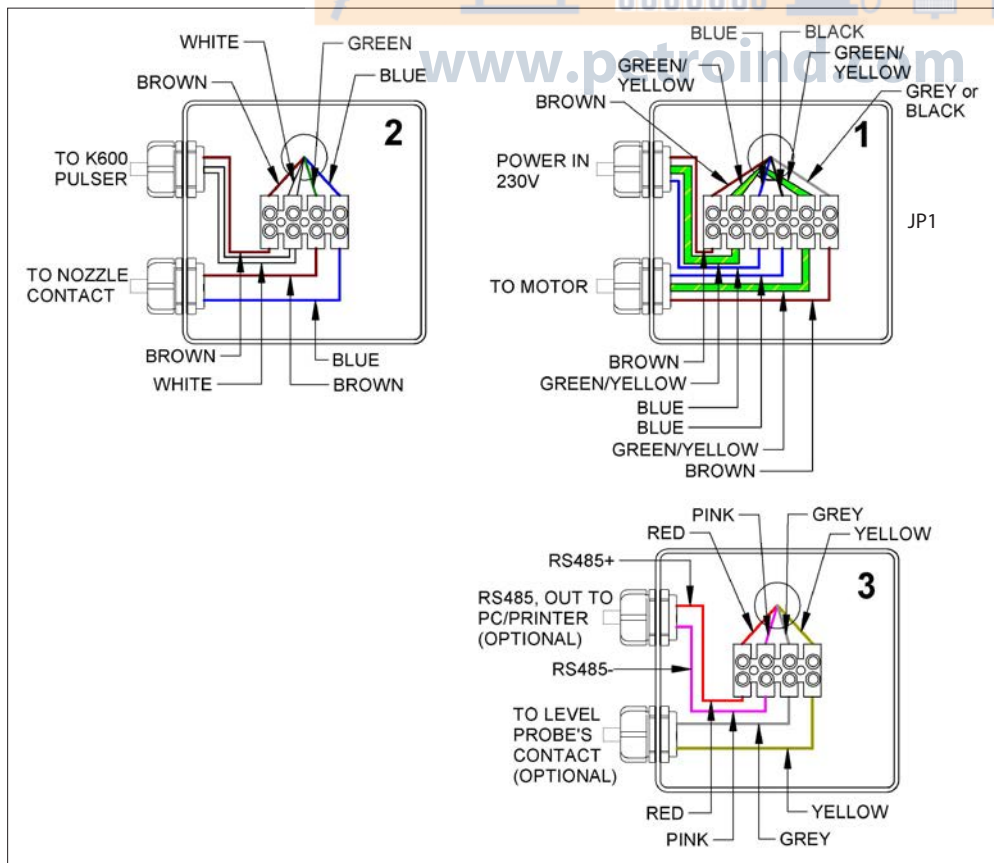 www.petroind.com
WHITE
GREEN
BROWN
BLUE
2
TO K600
PULSER
TO NOZZLE
CONTACT
BROWN
WHITE
BLUE
BROWN
BLUE
BLACK
GREEN/
YELLOW
GREEN/
YELLOW
BROWN
GREY or
BLACK
1
POWER IN
230V
JP1
TO MOTOR
BROWN
GREEN/YELLOW
BLUE
BLUE
GREEN/YELLOW
BROWN
PINK
GREY
RED
YELLOW
RS485+
3
RS485, OUT TO
PC/PRINTER
(OPTIONAL)
RS485-
TO LEVEL
PROBE'S
CONTACT
(OPTIONAL)
RED
YELLOW
PINK
GREY